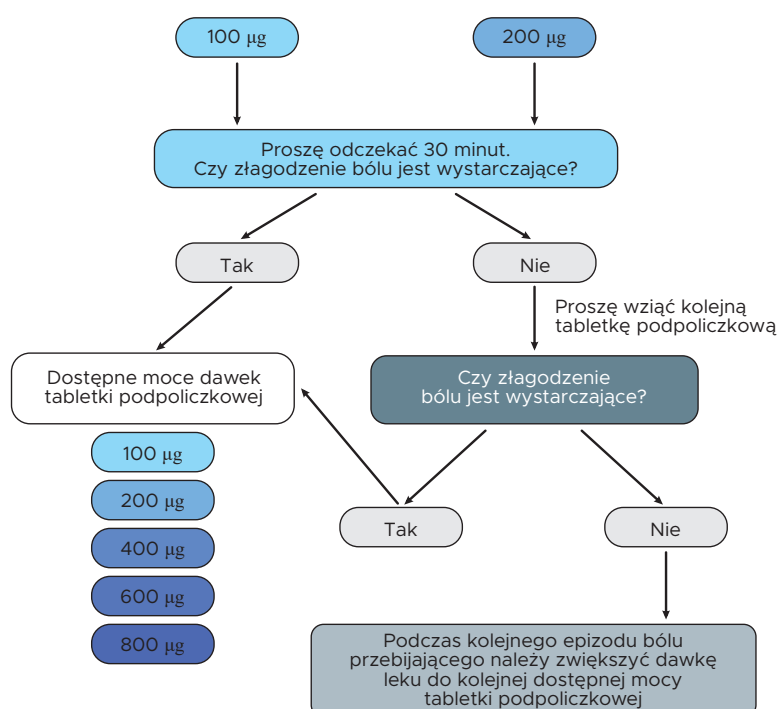 100 μg
200 μg
Proszę odczekać 30 minut.
Czy złagodzenie bólu jest wystarczające?
Tak
Nie
Proszę wziąć kolejną
tabletkę podpoliczkową
Dostępne moce dawek
tabletki podpoliczkowej
Czy złagodzenie
bólu jest wystarczające?
100 μg
200 μg
400 μg
600 μg
800 μg
Tak
Nie
Podczas kolejnego epizodu bólu
przebijającego należy zwiększyć dawkę
leku do kolejnej dostępnej mocy
tabletki podpoliczkowej